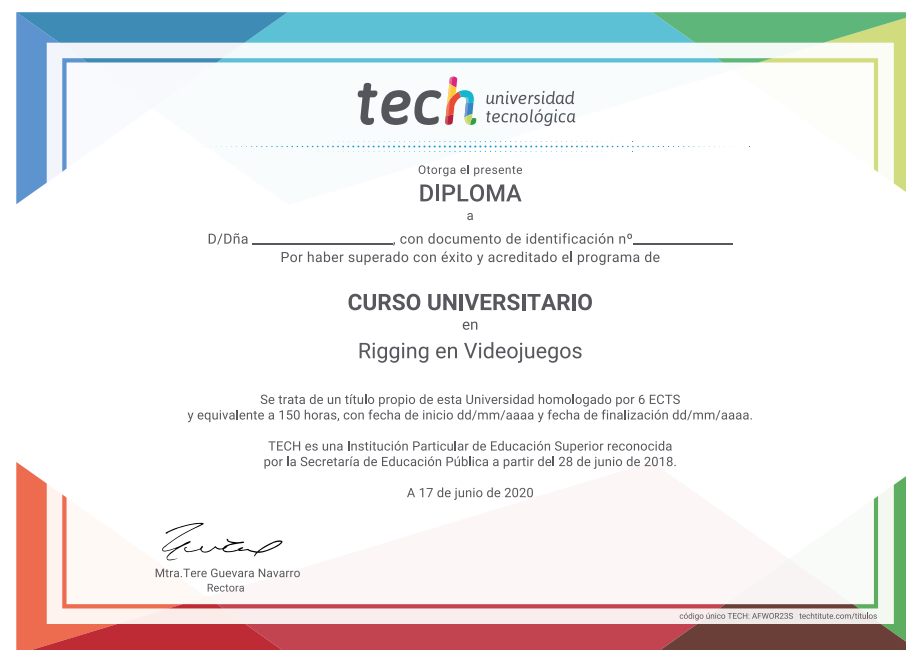 tech universidad
tecnológica
Otorga el presente
DIPLOMA
a
D/Dña ____________________, con documento de identificación nº______________
Por haber superado con éxito y acreditado el programa de
CURSO UNIVERSITARIO
en
Rigging en Videojuegos
Se trata de un título propio de esta Universidad homologado por 6 ECTS
y equivalente a 150 horas, con fecha de inicio dd/mm/aaaa y fecha de finalización dd/mm/aaaa.
TECH es una Institución Particular de Educación Superior reconocida
por la Secretaría de Educación Pública a partir del 28 de junio de 2018.
A 17 de junio de 2020
Mtra.Tere Guevara Navarro
Rectora
código único TECH: AFWOR23S techtitute.com/titulos